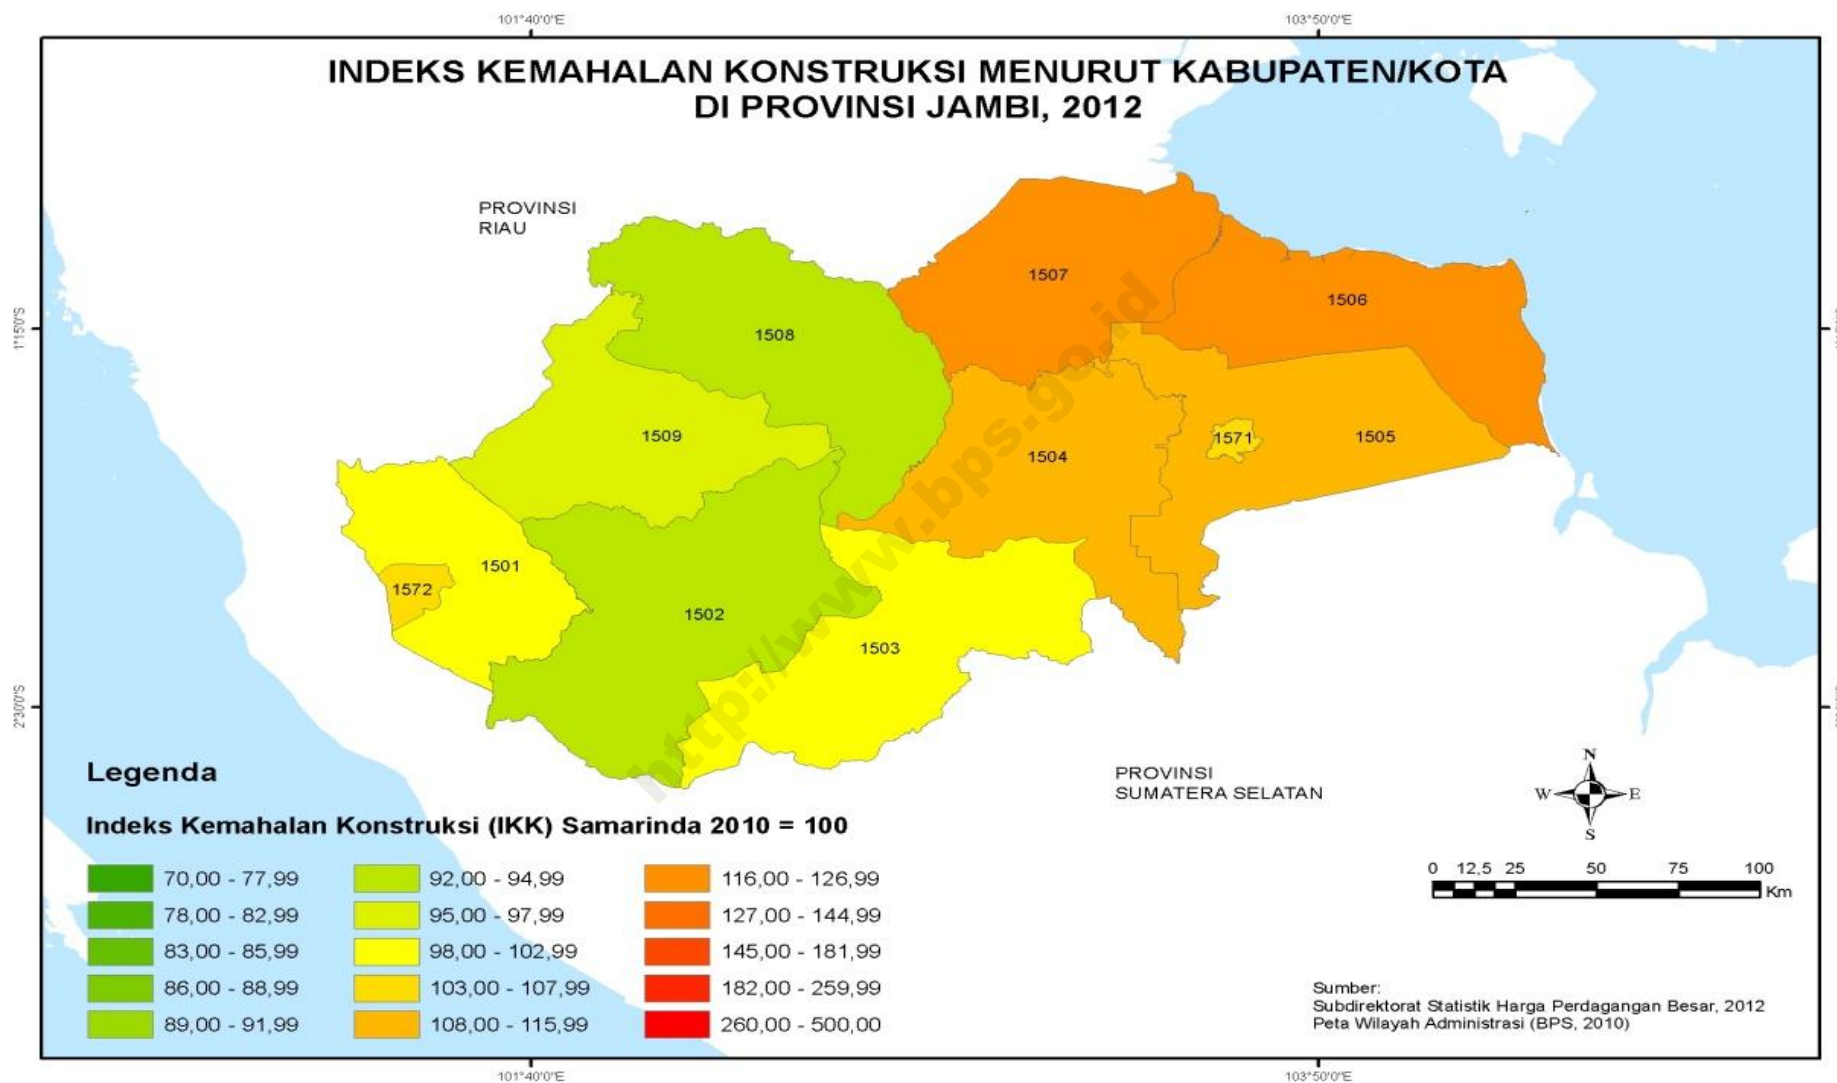 101°40'0"E
103°50'0"E
INDEKS KEMAHALAN KONSTRUKSI MENURUT KABUPATEN/KOTA
DI PROVINSI JAMBI, 2012
PROVINSI
RIAU
1507
1506
1°15'0"S
1508
1509
1571
1505
1504
1501
1572
1502
1503
2°30'0"S
http://www.bps.go.id
PROVINSI
SUMATERA SELATAN
N
W
E
S
Legenda
Indeks Kemahalan Konstruksi (IKK) Samarinda 2010 = 100
70,00 - 77,99
92,00 - 94,99
116,00 - 126,99
78,00 - 82,99
95,00 - 97,99
127,00 - 144,99
83,00 - 85,99
98,00 - 102,99
145,00 - 181,99
86,00 - 88,99
103,00 - 107,99
182,00 - 259,99
89,00 - 91,99
108,00 - 115,99
260,00 - 500,00
0 12,5 25 50 75 100
Km
Sumber:
Subdirektorat Statistik Harga Perdagangan Besar, 2012
Peta Wilayah Administrasi (BPS, 2010)
101°40'0"E
103°50'0"E